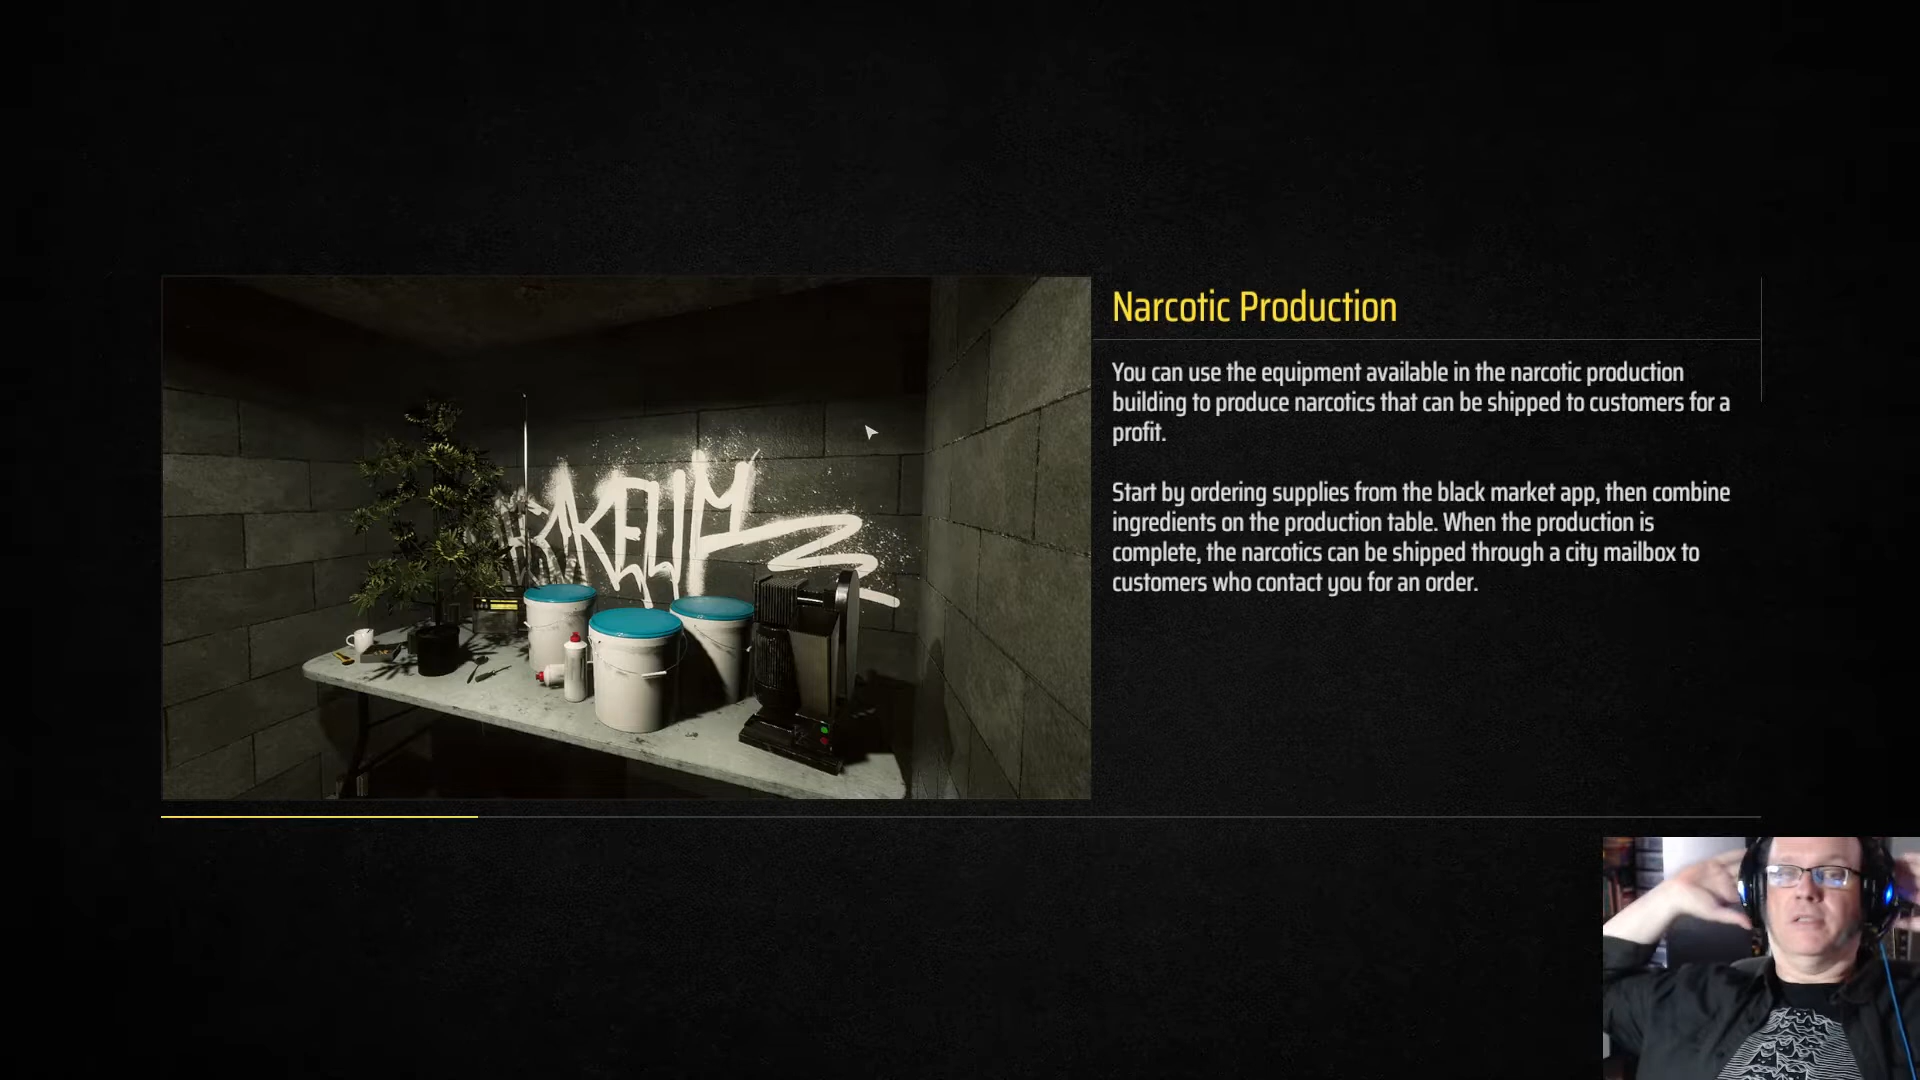 Narcotic Production
You can use the equipment available in the narcotic production
building to produce narcotics that can be shipped to customers for a
profit.
Start by ordering supplies from the black market app, then combine
ingredients on the production table. When the production is
complete, the narcotics can be shipped through a city mailbox to
customers who contact you for an order.